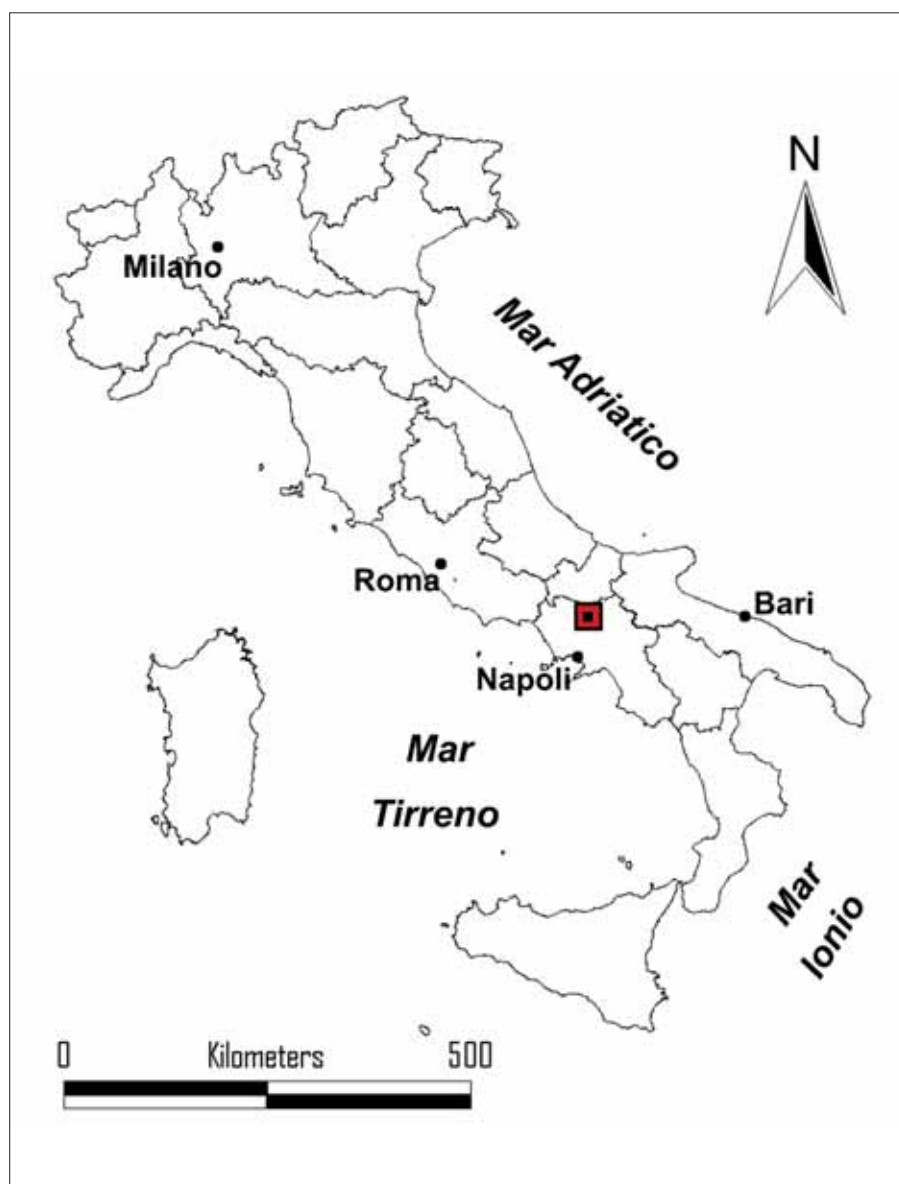 N
Milano
Mar Adriatico
Roma
Bari
Napoli
Mar
Tirreno
Mar
Ionio
0 Kilometers 500